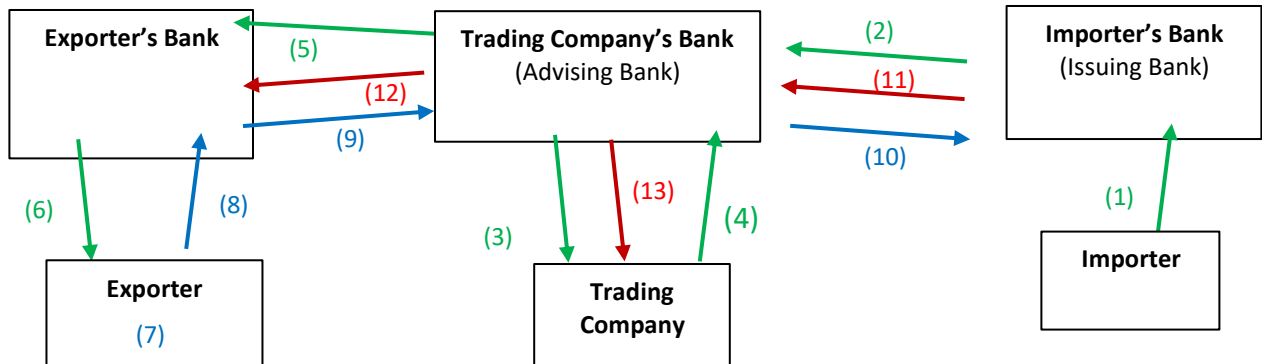 Exporter’s Bank
(5)
Trading Company’s Bank
(Advising Bank)
(2)
Importer’s Bank
(Issuing Bank)
(12)
(11)
(9)
(10)
(6)
(8)
(3)
(13)
(4)
(1)
Exporter
(7)
Trading
Company
Importer